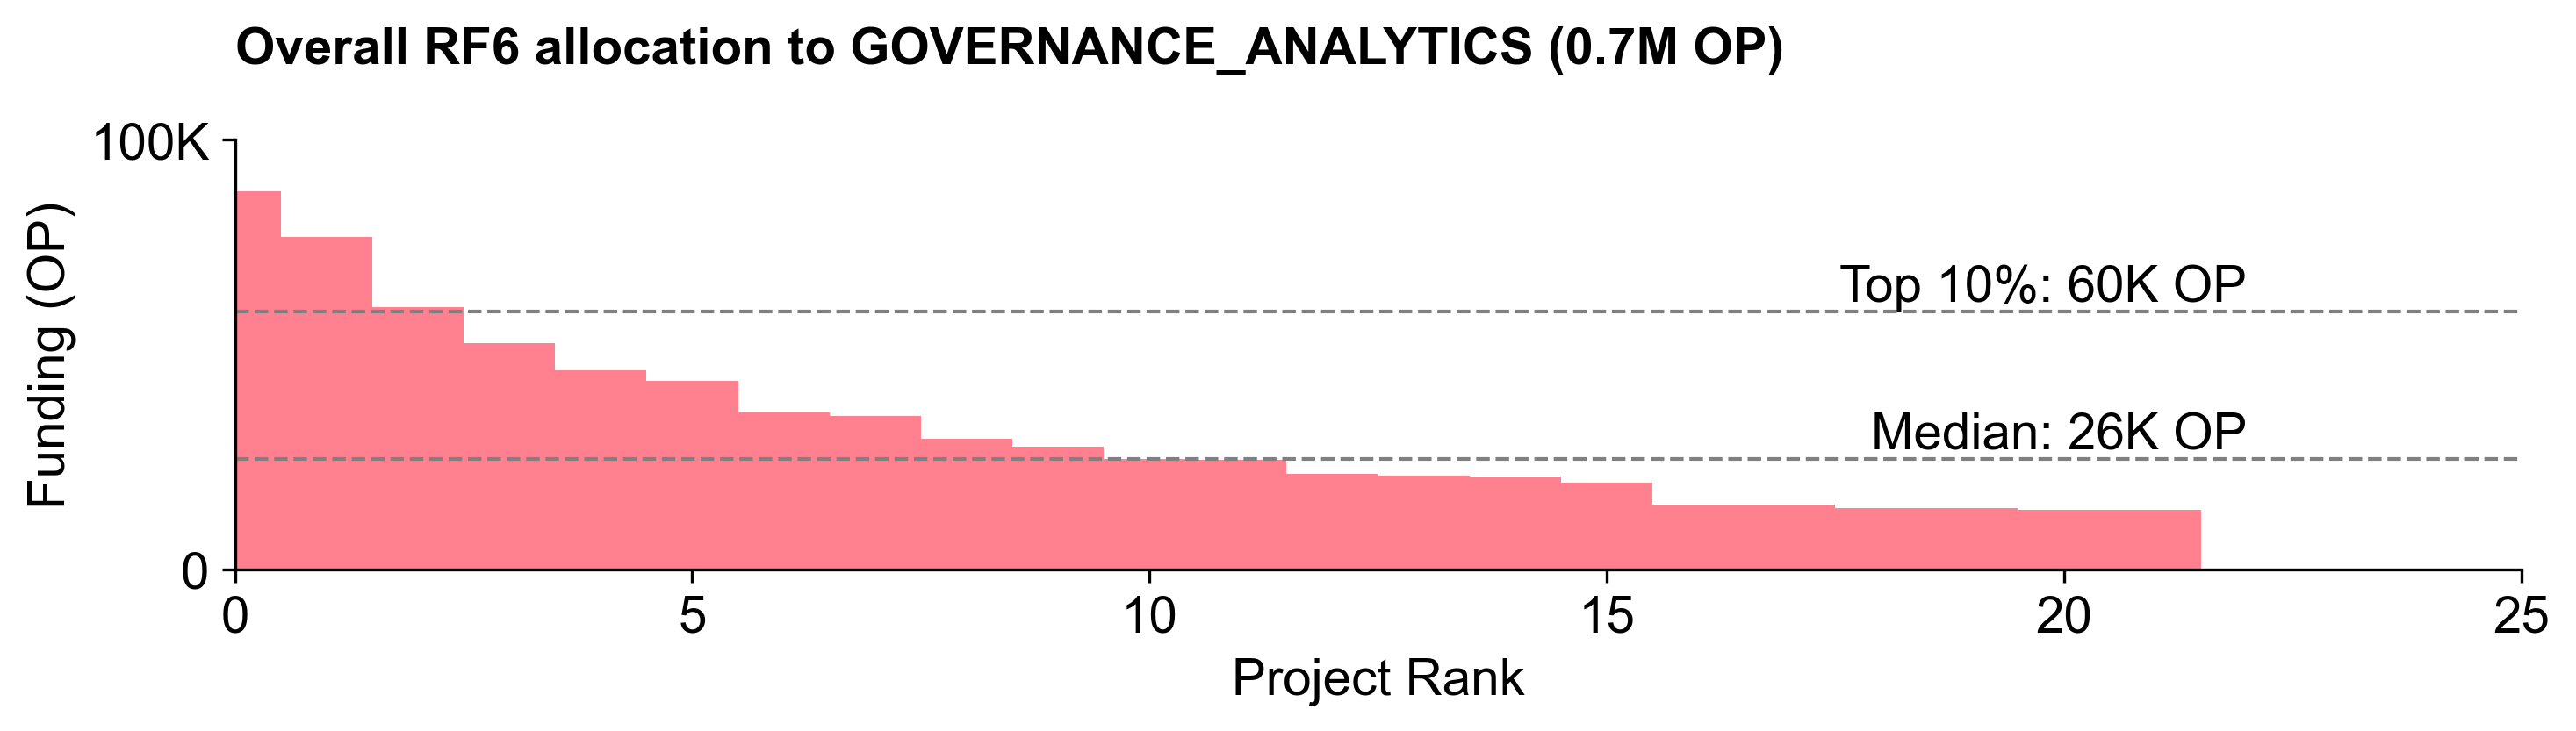 Overall RF6 allocation to GOVERNANCE_ANALYTICS (0.7M OP)
100K
Funding (OP)
Top 10%: 60K OP
Median: 26K OP
0
0 5 10 15 20 25
Project Rank